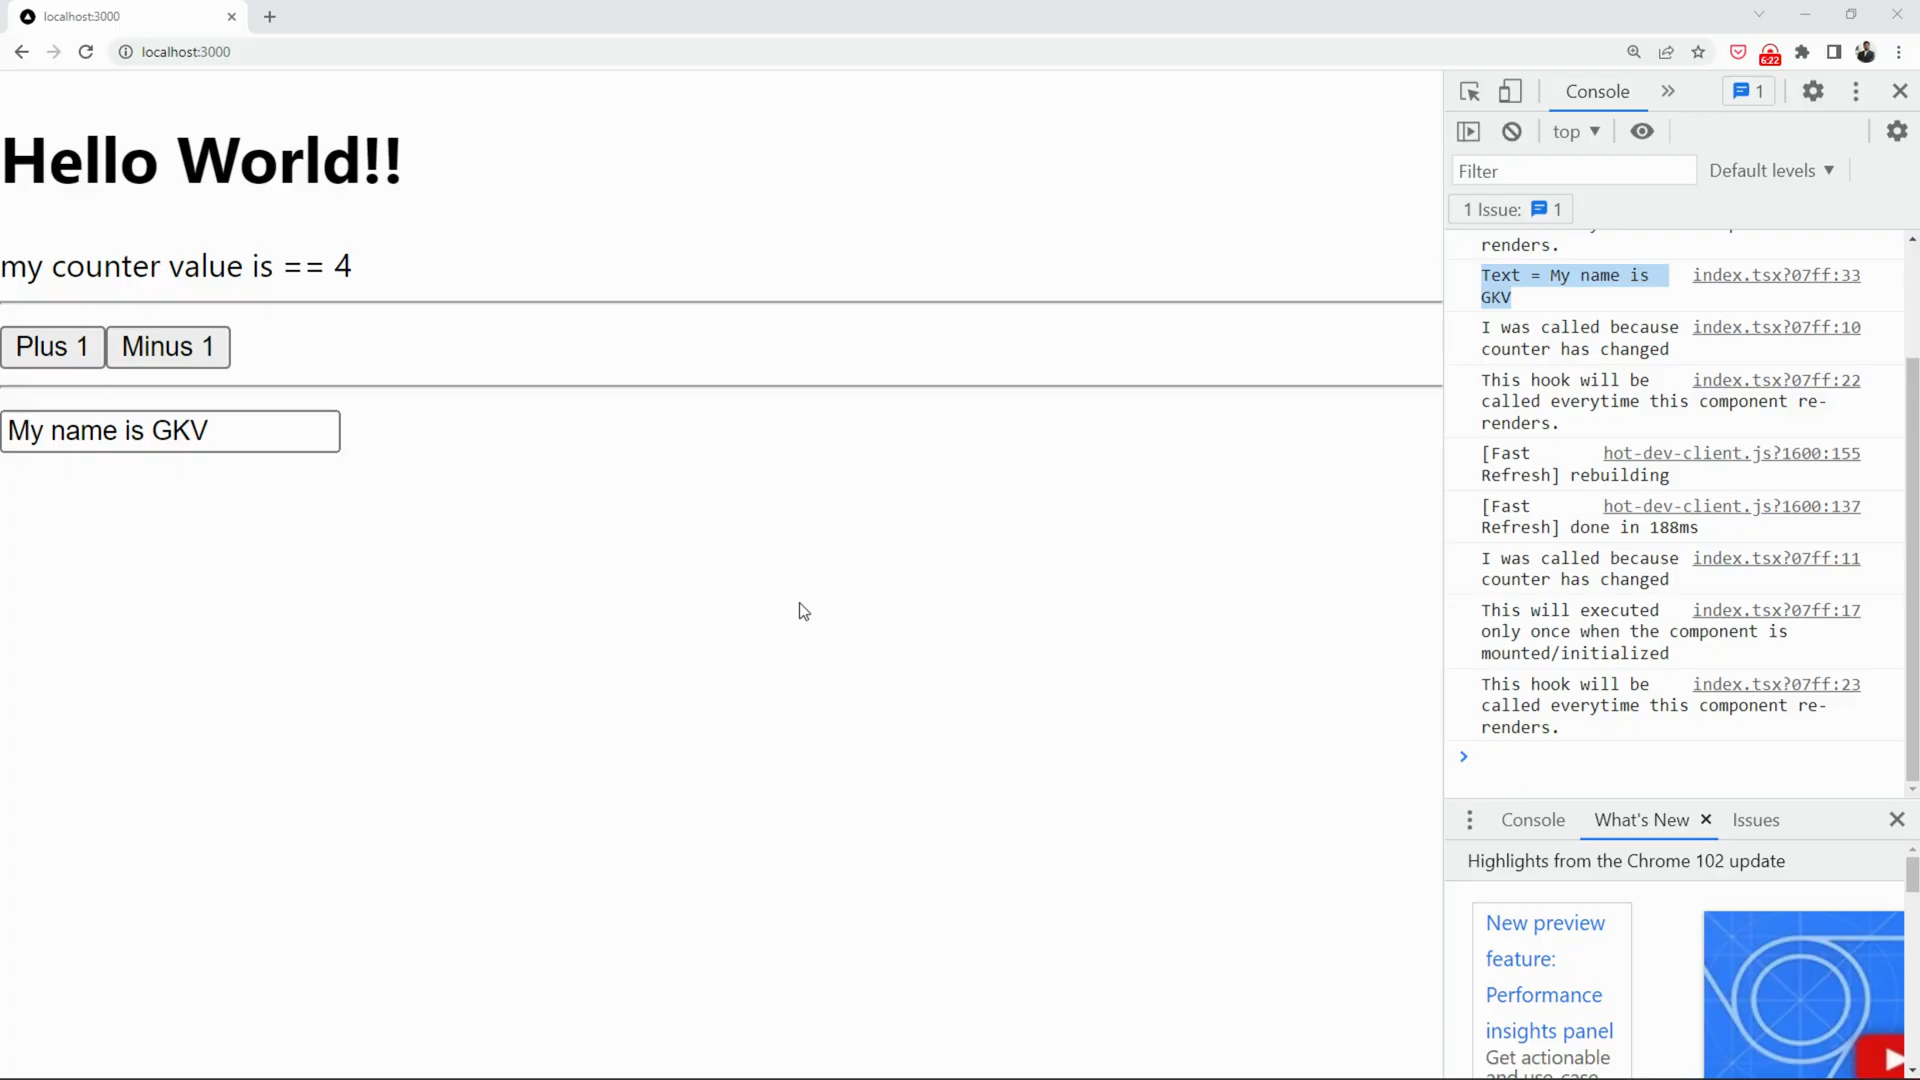 localhost:3000
localhost:3000
6:22
Hello World!!
my counter value is == 4
Plus 1 Minus 1
My name is GKV
Console
1
top
Filter
Default levels
1 Issue: 1
renders.
Text = My name is index.tsx?07ff:33
GKV
I was called because index.tsx?07ff:10
counter has changed
This hook will be index.tsx?07ff:22
called everytime this component re-
renders.
[Fast hot-dev-client.js?1600:155
Refresh] rebuilding
[Fast hot-dev-client.js?1600:137
Refresh] done in 188ms
I was called because index.tsx?07ff:11
counter has changed
This will executed index.tsx?07ff:17
only once when the component is
mounted/initialized
This hook will be index.tsx?07ff:23
called everytime this component re-
renders.
Console What's New Issues
Highlights from the Chrome 102 update
New preview
feature:
Performance
insights panel
Get actionable
and use-case